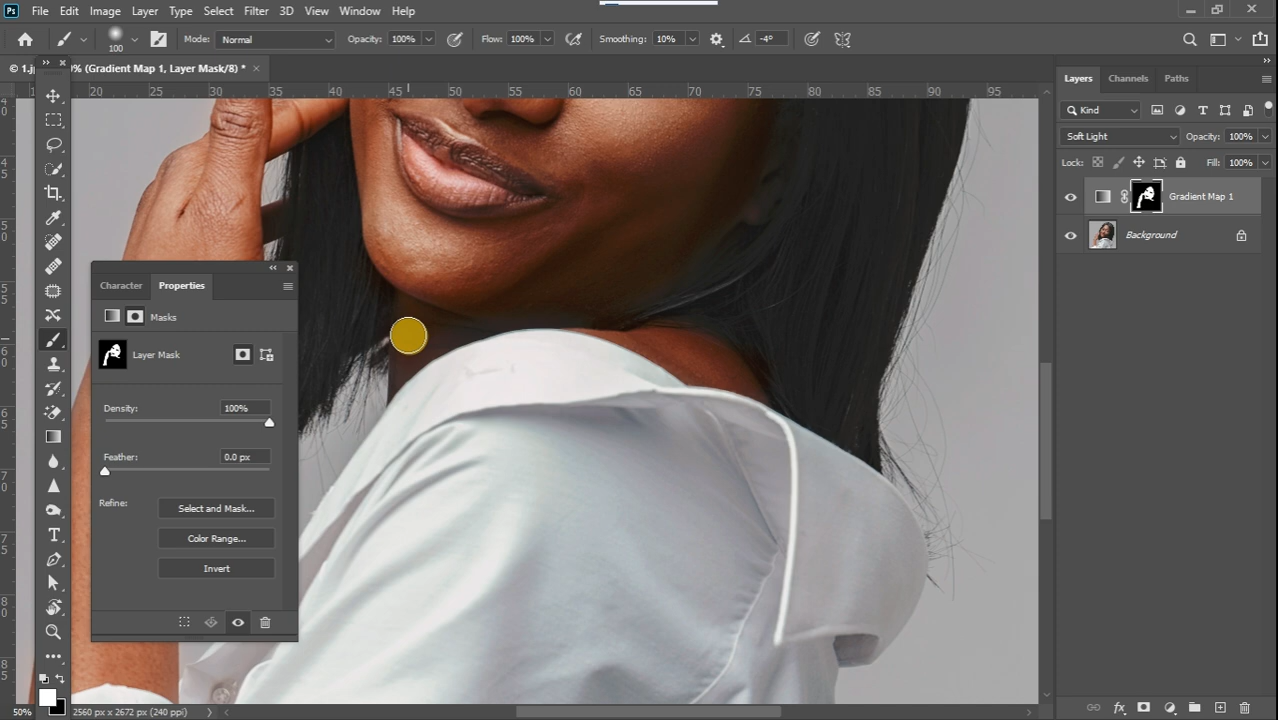 Ps File Edit Image Layer Type Select Filter 3D View Window Help
100 Mode: Normal Opacity: 100% Flow: 100% Smoothing: 10% -4°
0% (Gradient Map 1, Layer Mask/8) *
20 25 30 35 40 45 50 55 60 65 70 75 80 85 90 95
Layers Channels Paths
Kind
Soft Light Opacity: 100%
Lock: Fill: 100%
Gradient Map 1
Background
Character Properties
Masks
Layer Mask
Density: 100%
Feather: 0.0 px
Refine: Select and Mask...
Color Range...
Invert
50% 2560 px x 2672 px (240 ppi)